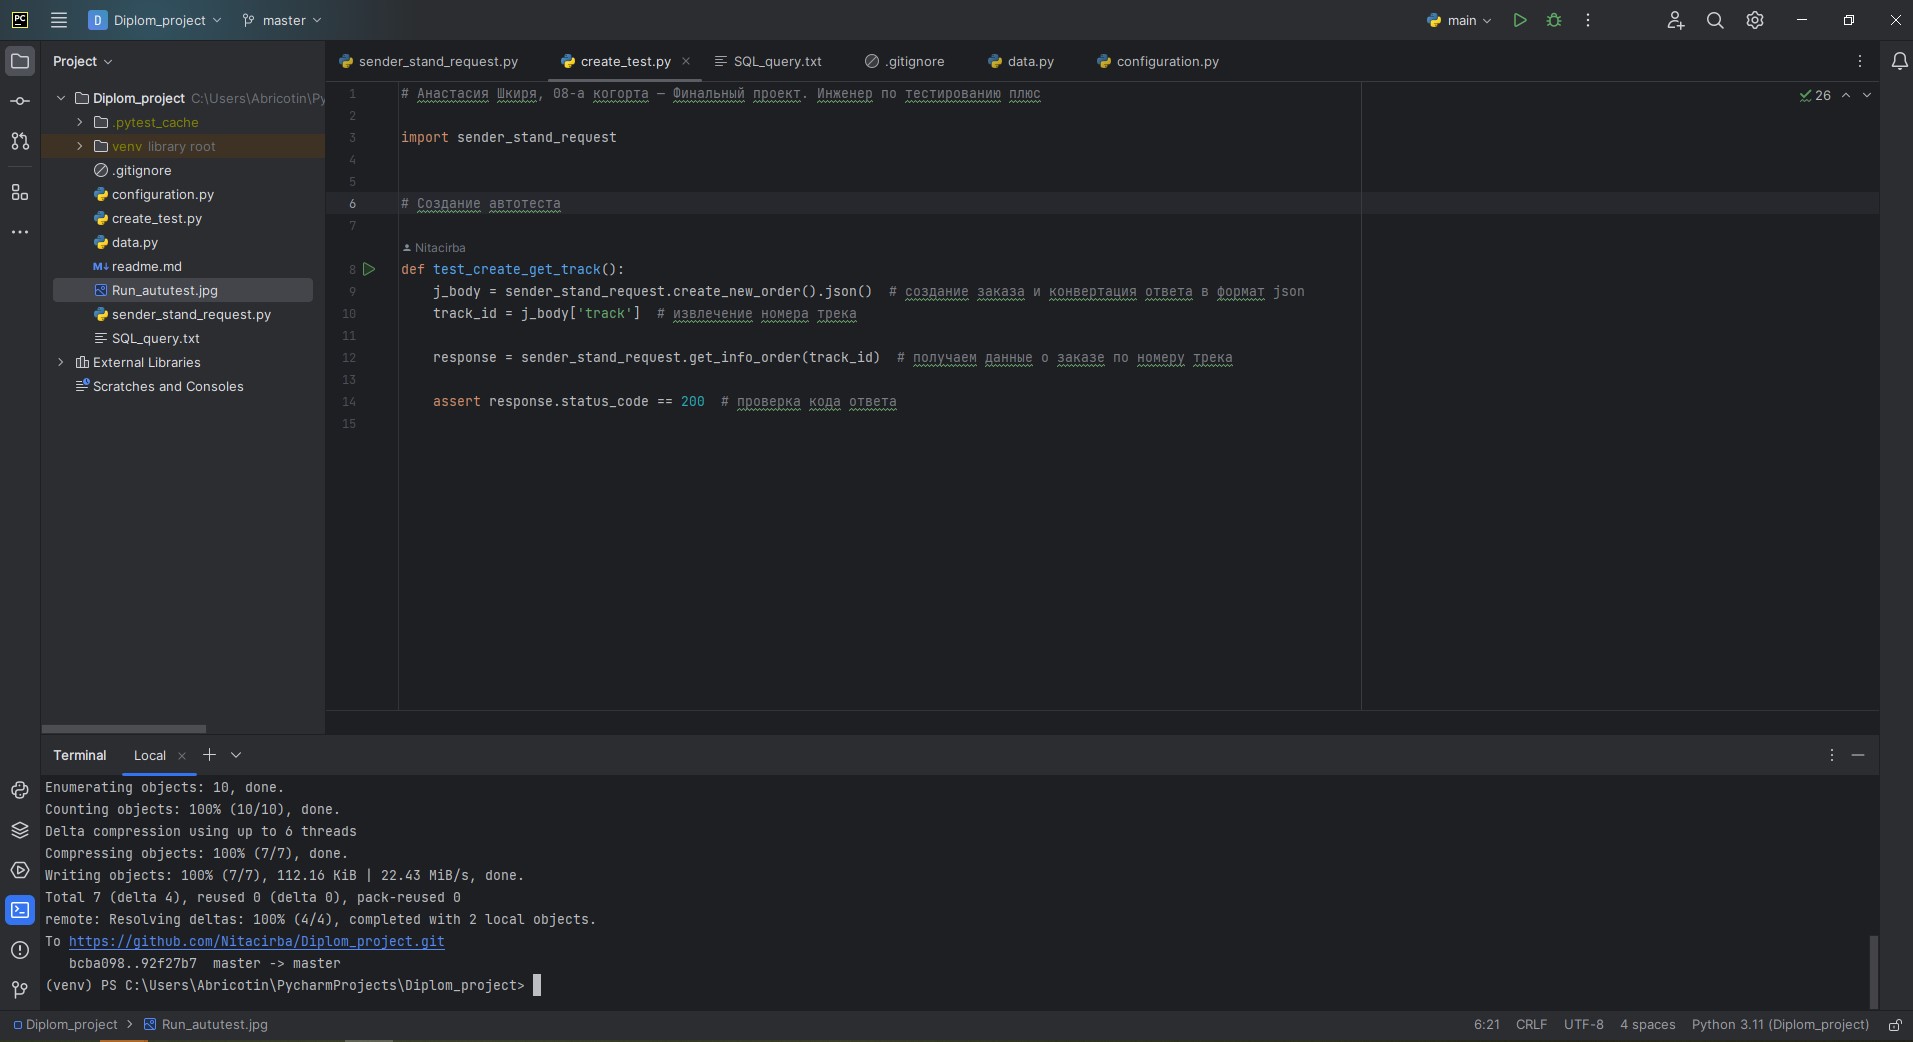 PC
D Diplom_project
master
main
Project
sender_stand_request.py
create_test.py
SQL_query.txt
.gitignore
data.py
configuration.py
Diplom_project C:\Users\Abricotin\Py
.pytest_cache
venv library root
.gitignore
configuration.py
create_test.py
data.py
M↓ readme.md
Run_aututest.jpg
sender_stand_request.py
SQL_query.txt
External Libraries
Scratches and Consoles
26
1 # Анастасия Шкиря, 08-а когорта — Финальный проект. Инженер по тестированию плюс
2
3 import sender_stand_request
4
5
6 # Создание автотеста
7
Nitacirba
8 def test_create_get_track():
9 j_body = sender_stand_request.create_new_order().json() # создание заказа и конвертация ответа в формат json
10 track_id = j_body['track'] # извлечение номера трека
11
12 response = sender_stand_request.get_info_order(track_id) # получаем данные о заказе по номеру трека
13
14 assert response.status_code == 200 # проверка кода ответа
15
Terminal Local
Enumerating objects: 10, done.
Counting objects: 100% (10/10), done.
Delta compression using up to 6 threads
Compressing objects: 100% (7/7), done.
Writing objects: 100% (7/7), 112.16 KiB | 22.43 MiB/s, done.
Total 7 (delta 4), reused 0 (delta 0), pack-reused 0
remote: Resolving deltas: 100% (4/4), completed with 2 local objects.
To https://github.com/Nitacirba/Diplom_project.git
bcba098..92f27b7 master -> master
(venv) PS C:\Users\Abricotin\PycharmProjects\Diplom_project>
Diplom_project > Run_aututest.jpg
6:21 CRLF UTF-8 4 spaces Python 3.11 (Diplom_project)